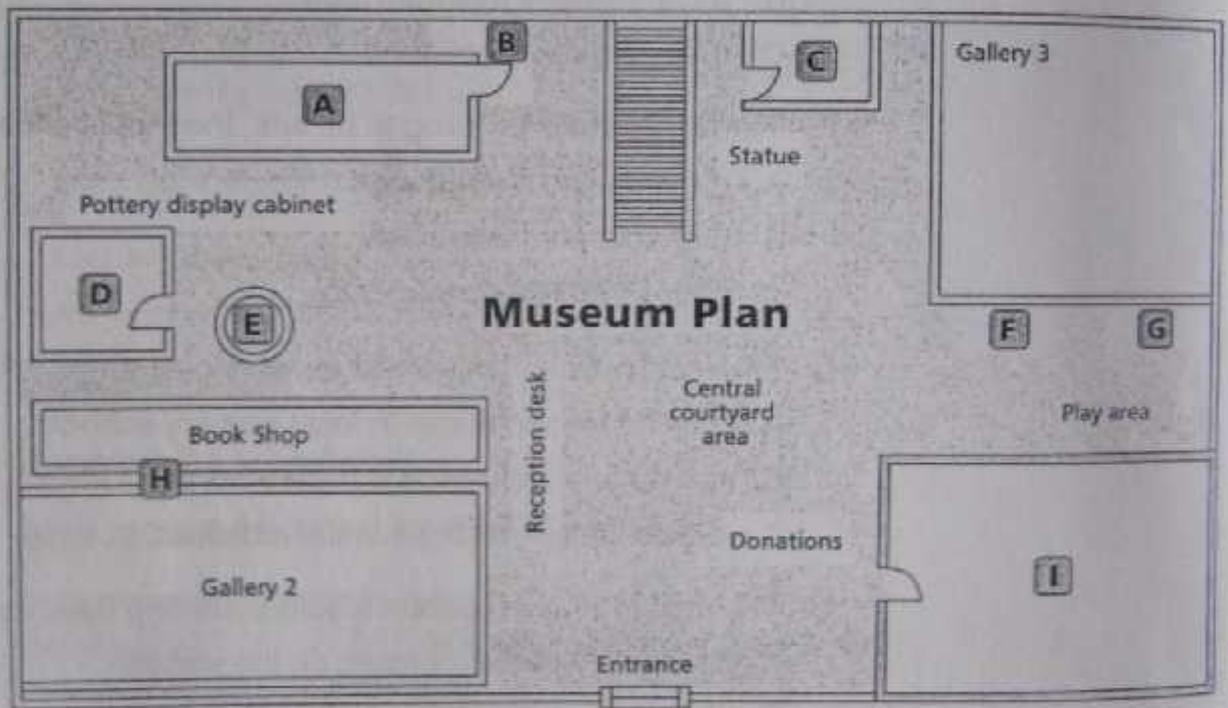 B
C
Gallery 3
A
Statue
Pottery display cabinet
D
E
Museum Plan
F
G
Reception desk
Central
courtyard
area
Play area
Book Shop
H
Donations
Gallery 2
I
Entrance